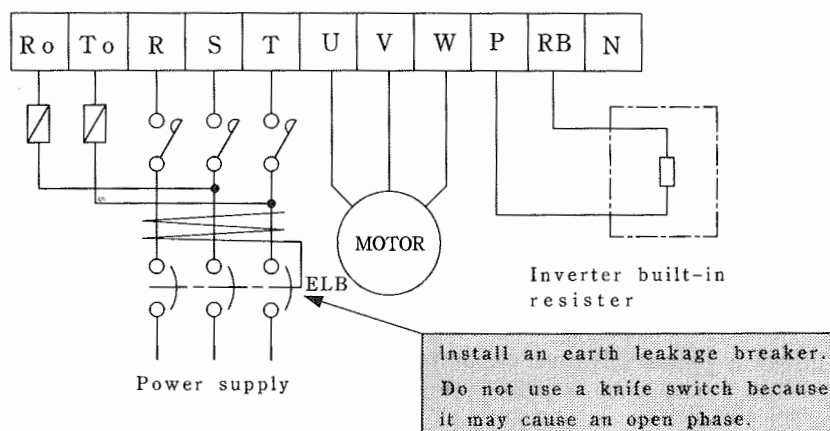 Ro To R S T U V W P RB N
MOTOR
Inverter built-in
resister
ELB
Power supply
Install an earth leakage breaker.
Do not use a knife switch because
it may cause an open phase.